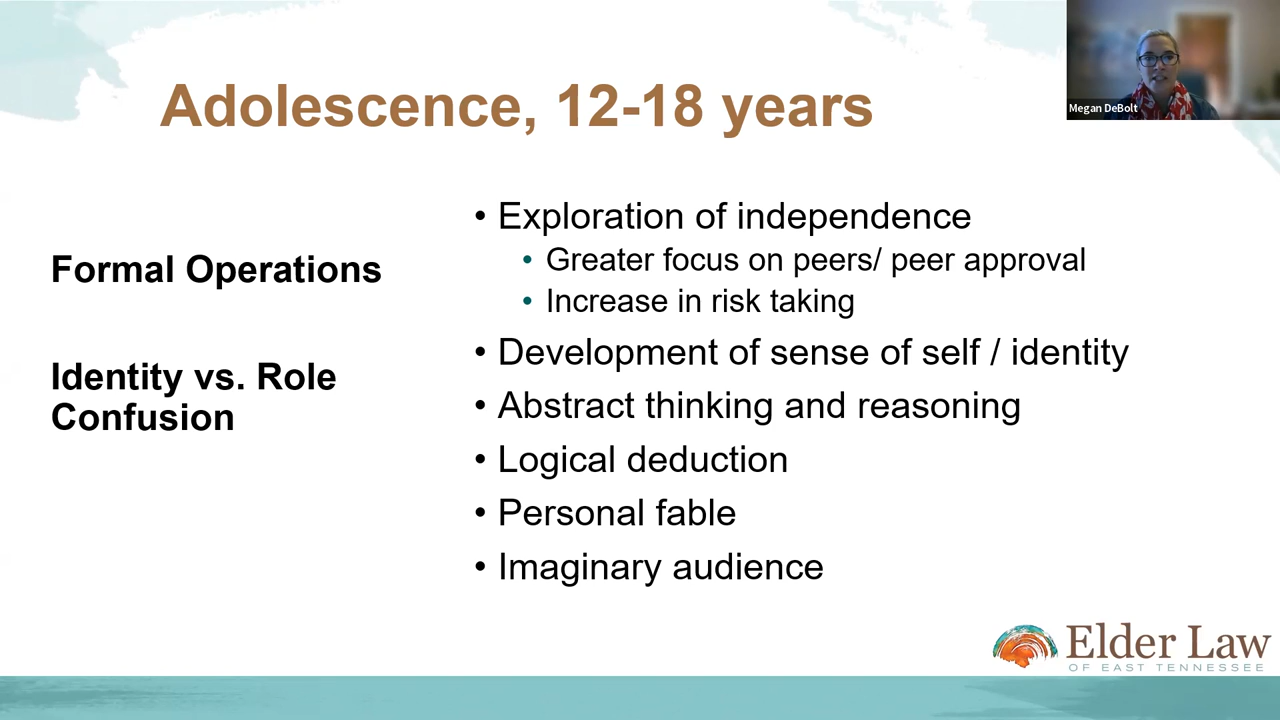 Adolescence, 12-18 years
Megan DeBolt
Formal Operations
Identity vs. Role
Confusion
• Exploration of independence
• Greater focus on peers/ peer approval
• Increase in risk taking
• Development of sense of self / identity
• Abstract thinking and reasoning
• Logical deduction
• Personal fable
• Imaginary audience
Elder Law
OF EAST TENNESSEE